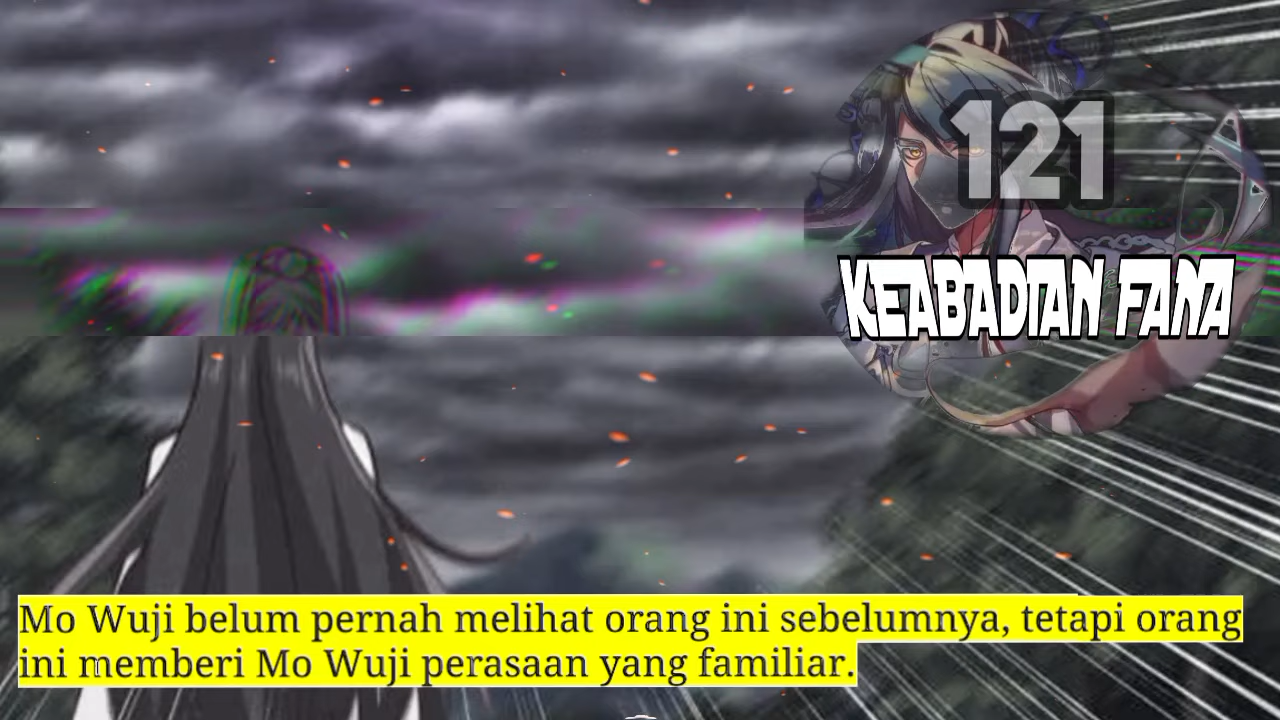 121
KEABADIAN FANA
Mo Wuji belum pernah melihat orang ini sebelumnya, tetapi orang
ini memberi Mo Wuji perasaan yang familiar.